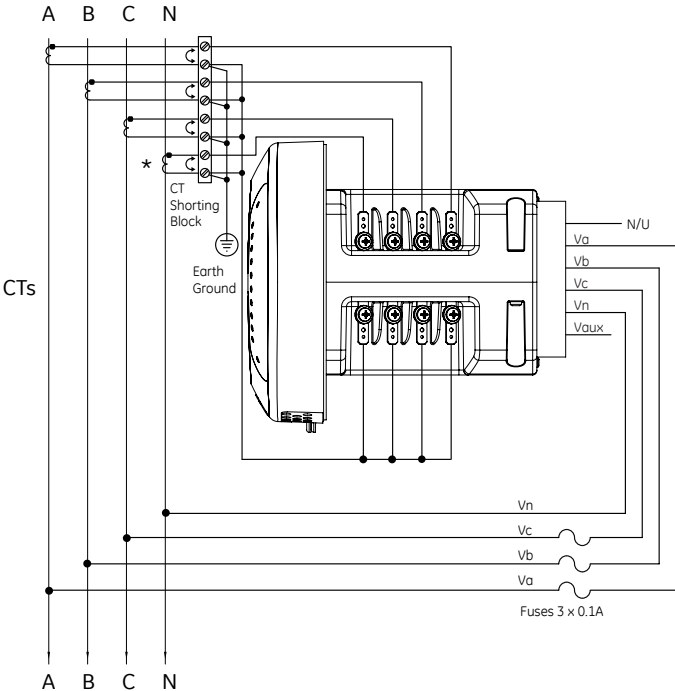 A B C N
*
CT
Shorting
Block
Earth
Ground
CTs
N/U
Va
Vb
Vc
Vn
Vaux
Vn
Vc
Vb
Va
Fuses 3 x 0.1A
A B C N